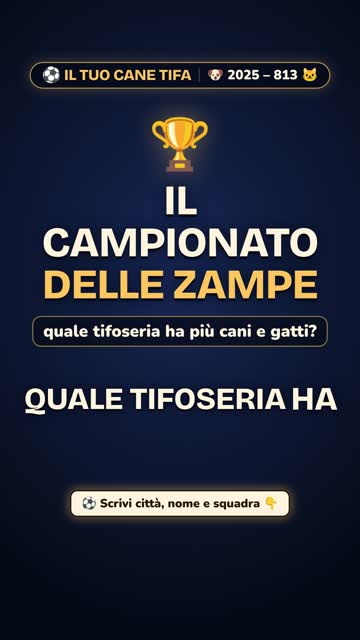 ⚽ IL TUO CANE TIFA | 🐶 2025 – 813 🐱
IL
CAMPIONATO
DELLE ZAMPE
quale tifoseria ha più cani e gatti?
QUALE TIFOSERIA HA
⚽ Scrivi città, nome e squadra 👇